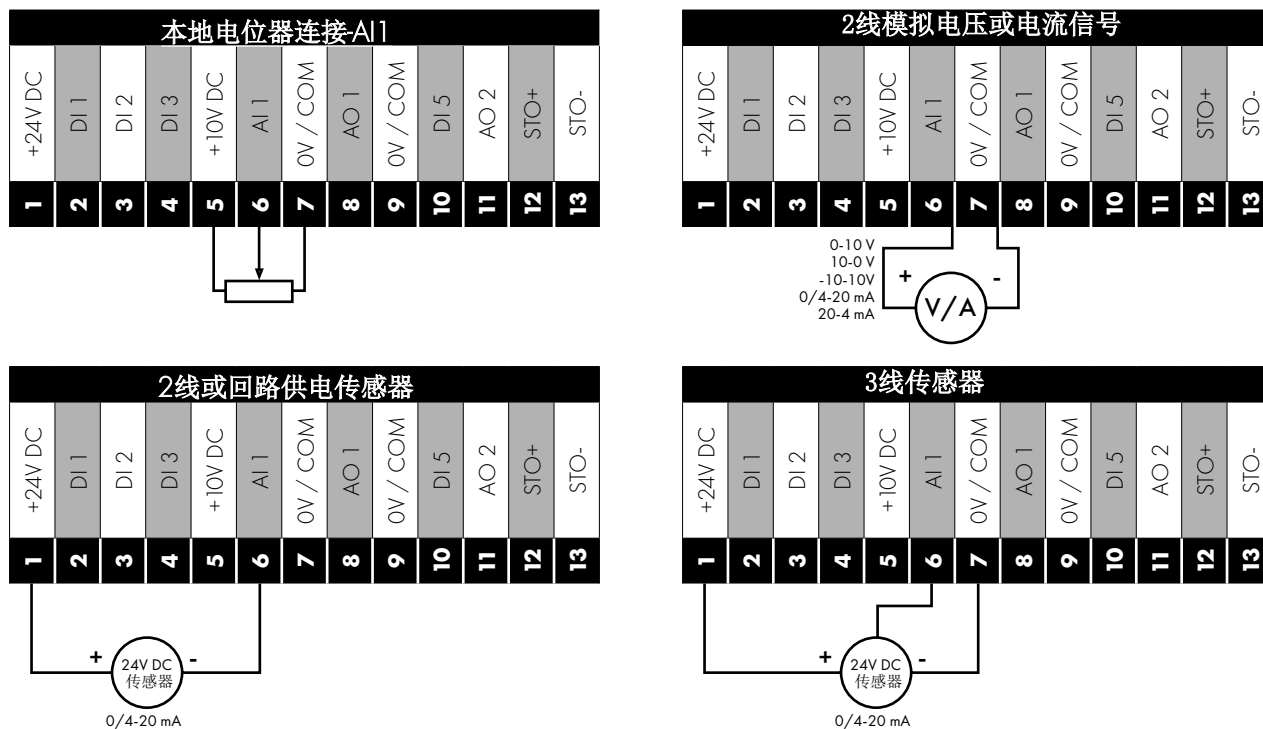 本地电位器连接-AI1
+24V DC
DI 1
DI 2
DI 3
+10V DC
AI 1
0V / COM
AO 1
0V / COM
DI 5
AO 2
STO+
STO-
1
2
3
4
5
6
7
8
9
10
11
12
13
2线模拟电压或电流信号
+24V DC
DI 1
DI 2
DI 3
+10V DC
AI 1
0V / COM
AO 1
0V / COM
DI 5
AO 2
STO+
STO-
1
2
3
4
5
6
7
8
9
10
11
12
13
0-10 V
10-0 V
-10-10V
0/4-20 mA
20-4 mA
+
-
V/A
2线或回路供电传感器
+24V DC
DI 1
DI 2
DI 3
+10V DC
AI 1
0V / COM
AO 1
0V / COM
DI 5
AO 2
STO+
STO-
1
2
3
4
5
6
7
8
9
10
11
12
13
+
-
24V DC
传感器
0/4-20 mA
3线传感器
+24V DC
DI 1
DI 2
DI 3
+10V DC
AI 1
0V / COM
AO 1
0V / COM
DI 5
AO 2
STO+
STO-
1
2
3
4
5
6
7
8
9
10
11
12
13
+
-
24V DC
传感器
0/4-20 mA